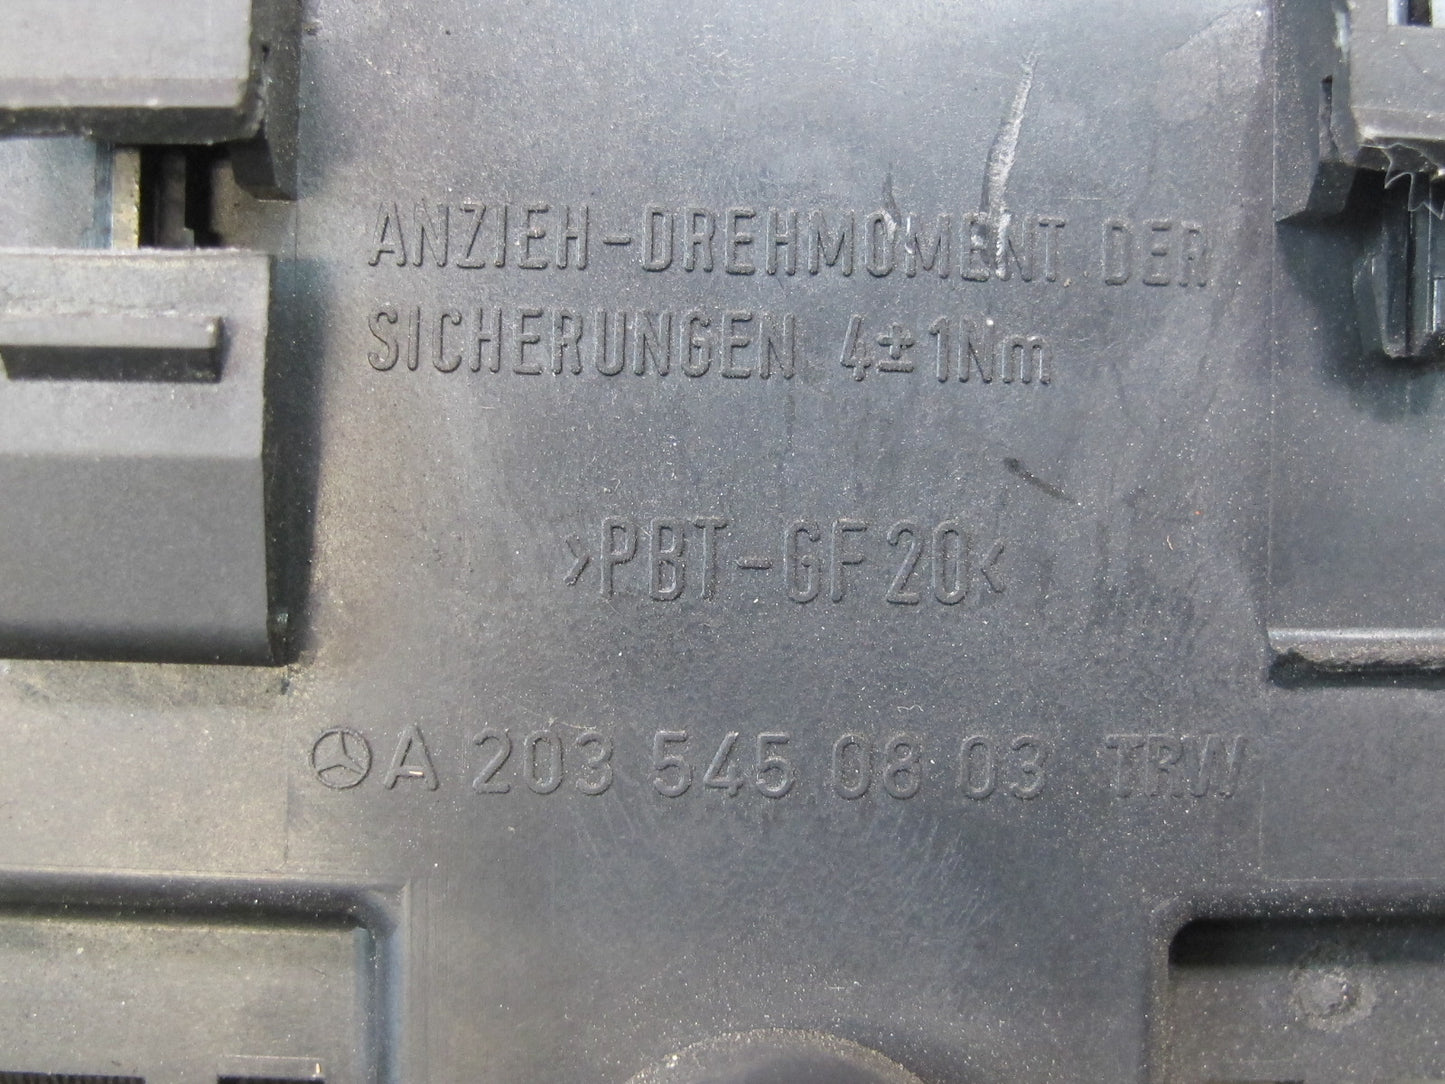 ANZIEH-DREHMOMENT DER
SICHERUNGEN 4±1Nm
>PBT-GF20<
A 203 545 08 03 TRW